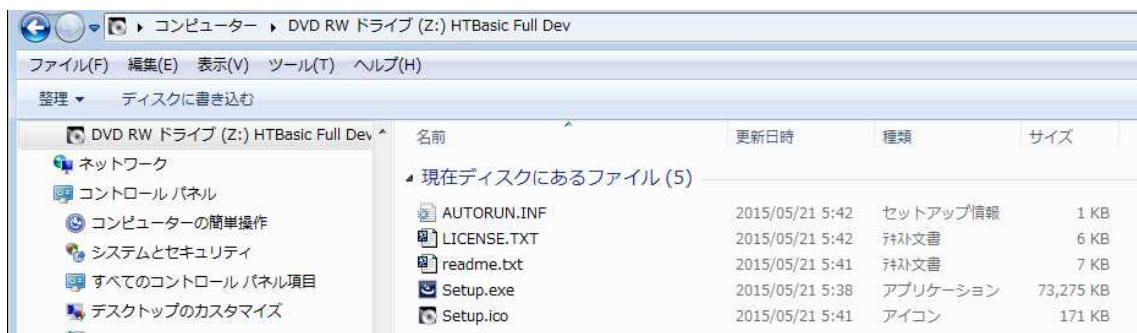 コンピューター ▸ DVD RW ドライブ (Z:) HTBasic Full Dev
ファイル(F) 編集(E) 表示(V) ツール(T) ヘルプ(H)
整理 ▼ ディスクに書き込む
DVD RW ドライブ (Z:) HTBasic Full Dev
ネットワーク
コントロール パネル
コンピューターの簡単操作
システムとセキュリティ
すべてのコントロール パネル項目
デスクトップのカスタマイズ
名前 更新日時 種類 サイズ
現在ディスクにあるファイル (5)
AUTORUN.INF 2015/05/21 5:42 セットアップ情報 1 KB
LICENSE.TXT 2015/05/21 5:42 ﾃｷｽﾄ文書 6 KB
readme.txt 2015/05/21 5:41 ﾃｷｽﾄ文書 7 KB
Setup.exe 2015/05/21 5:38 アプリケーション 73,275 KB
Setup.ico 2015/05/21 5:41 アイコン 171 KB